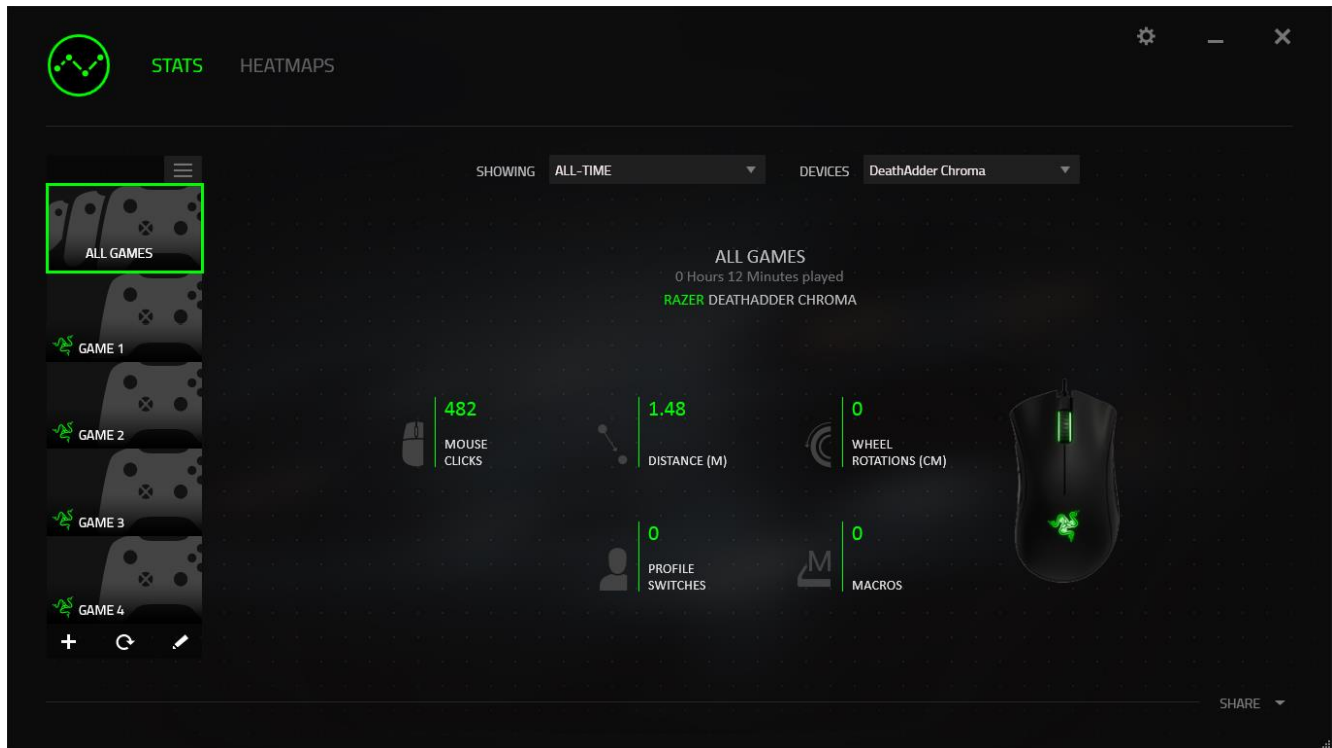 STATS HEATMAPS
SHOWING ALL-TIME DEVICES DeathAdder Chroma
ALL GAMES
GAME 1
GAME 2
GAME 3
GAME 4
ALL GAMES
0 Hours 12 Minutes played
RAZER DEATHADDER CHROMA
482
MOUSE
CLICKS
1.48
DISTANCE (M)
0
WHEEL
ROTATIONS (CM)
0
PROFILE
SWITCHES
M
0
MACROS
SHARE